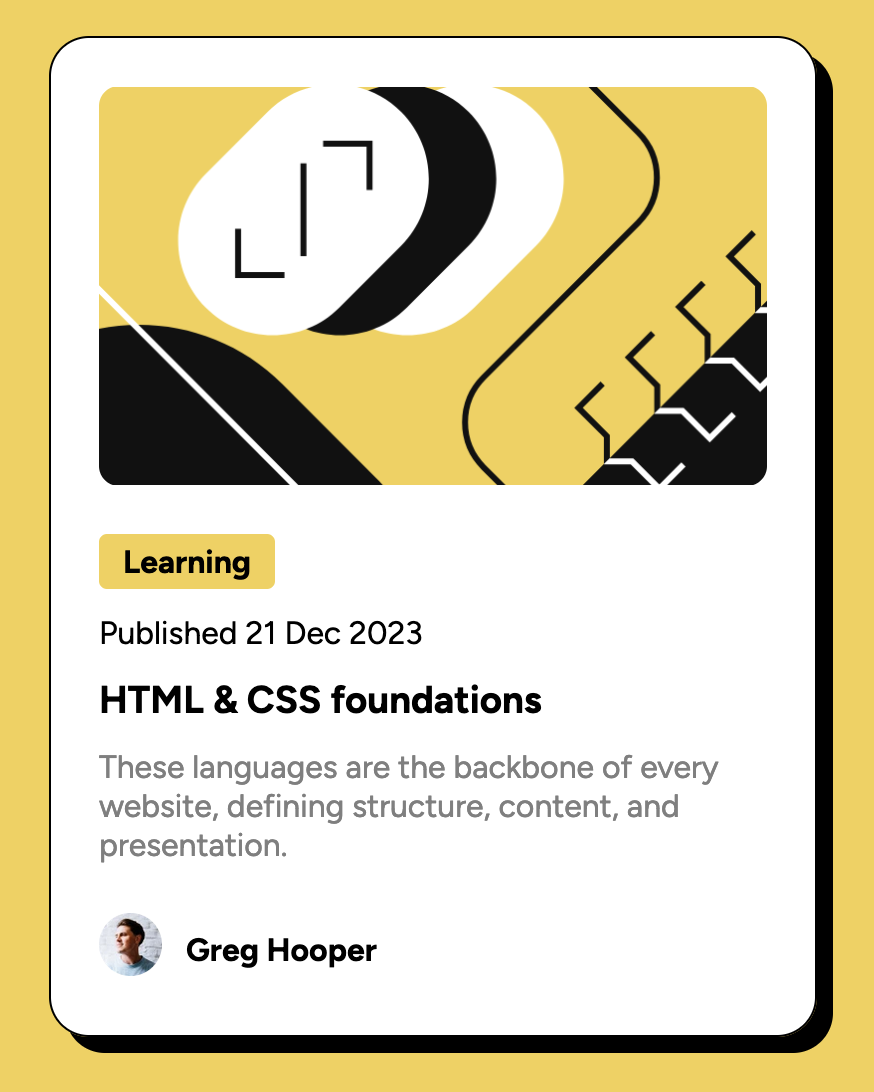 Learning
Published 21 Dec 2023
HTML & CSS foundations
These languages are the backbone of every
website, defining structure, content, and
presentation.
Greg Hooper